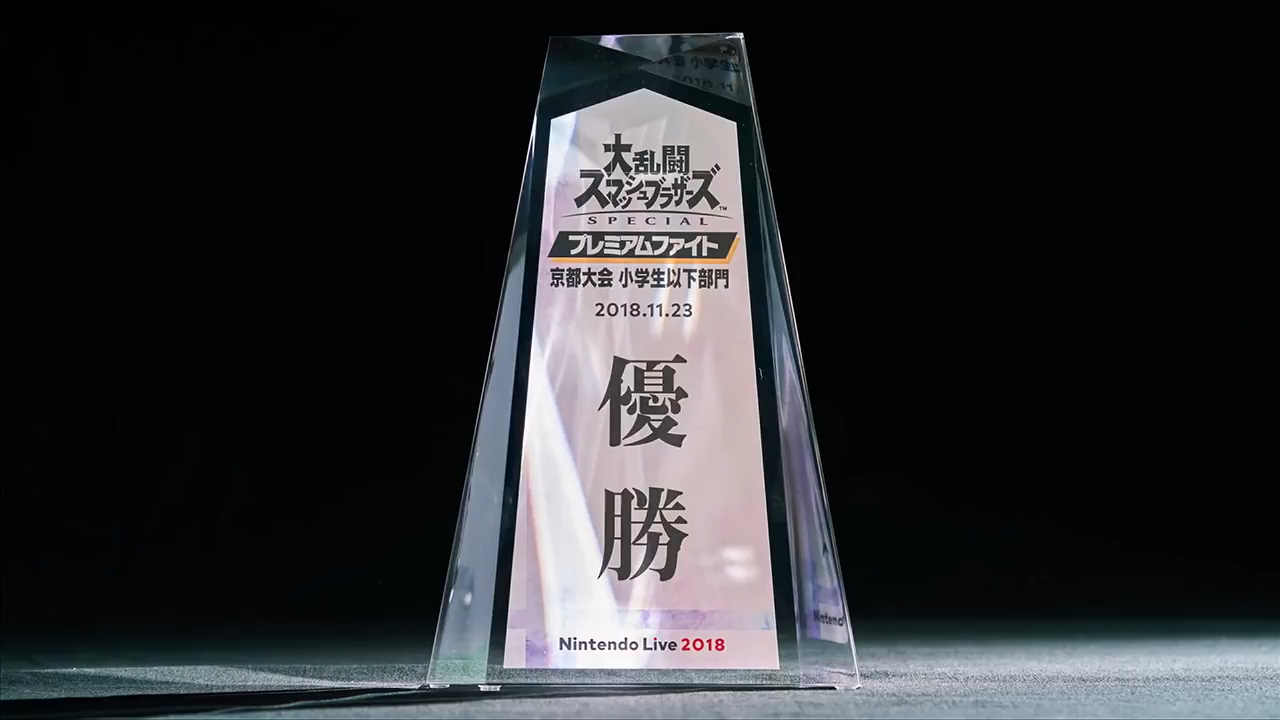 大乱闘
スマッシュブラザーズ™
SPECIAL
プレミアムファイト
京都大会 小学生以下部門
2018.11.23
優
勝
Nintendo Live 2018